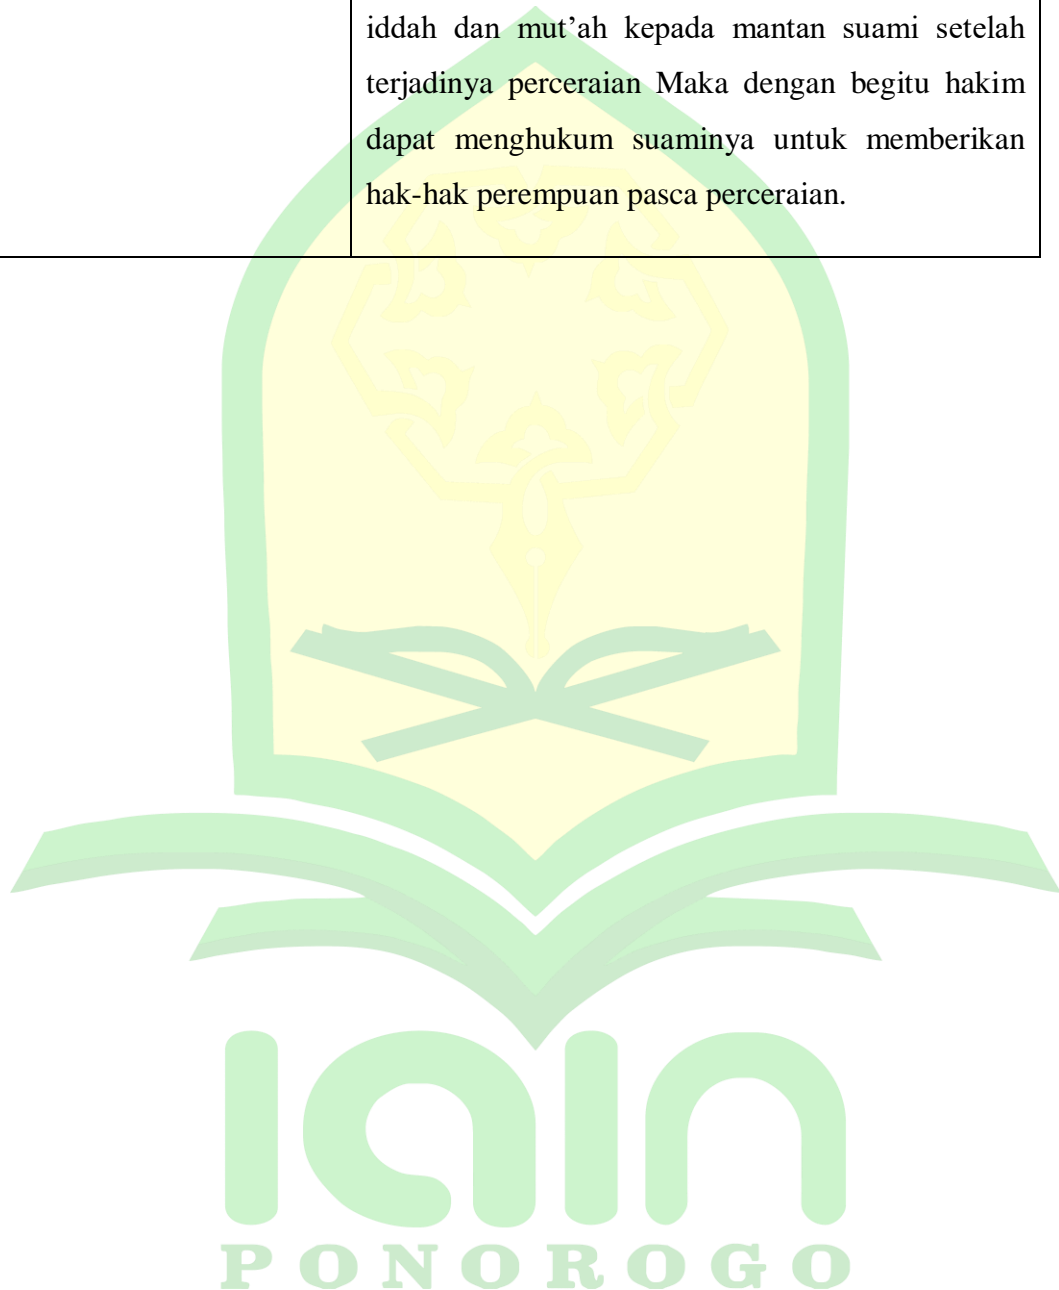 iddah dan mut’ah kepada mantan suami setelah
terjadinya perceraian Maka dengan begitu hakim
dapat menghukum suaminya untuk memberikan
hak-hak perempuan pasca perceraian.
iain
PONOROGO